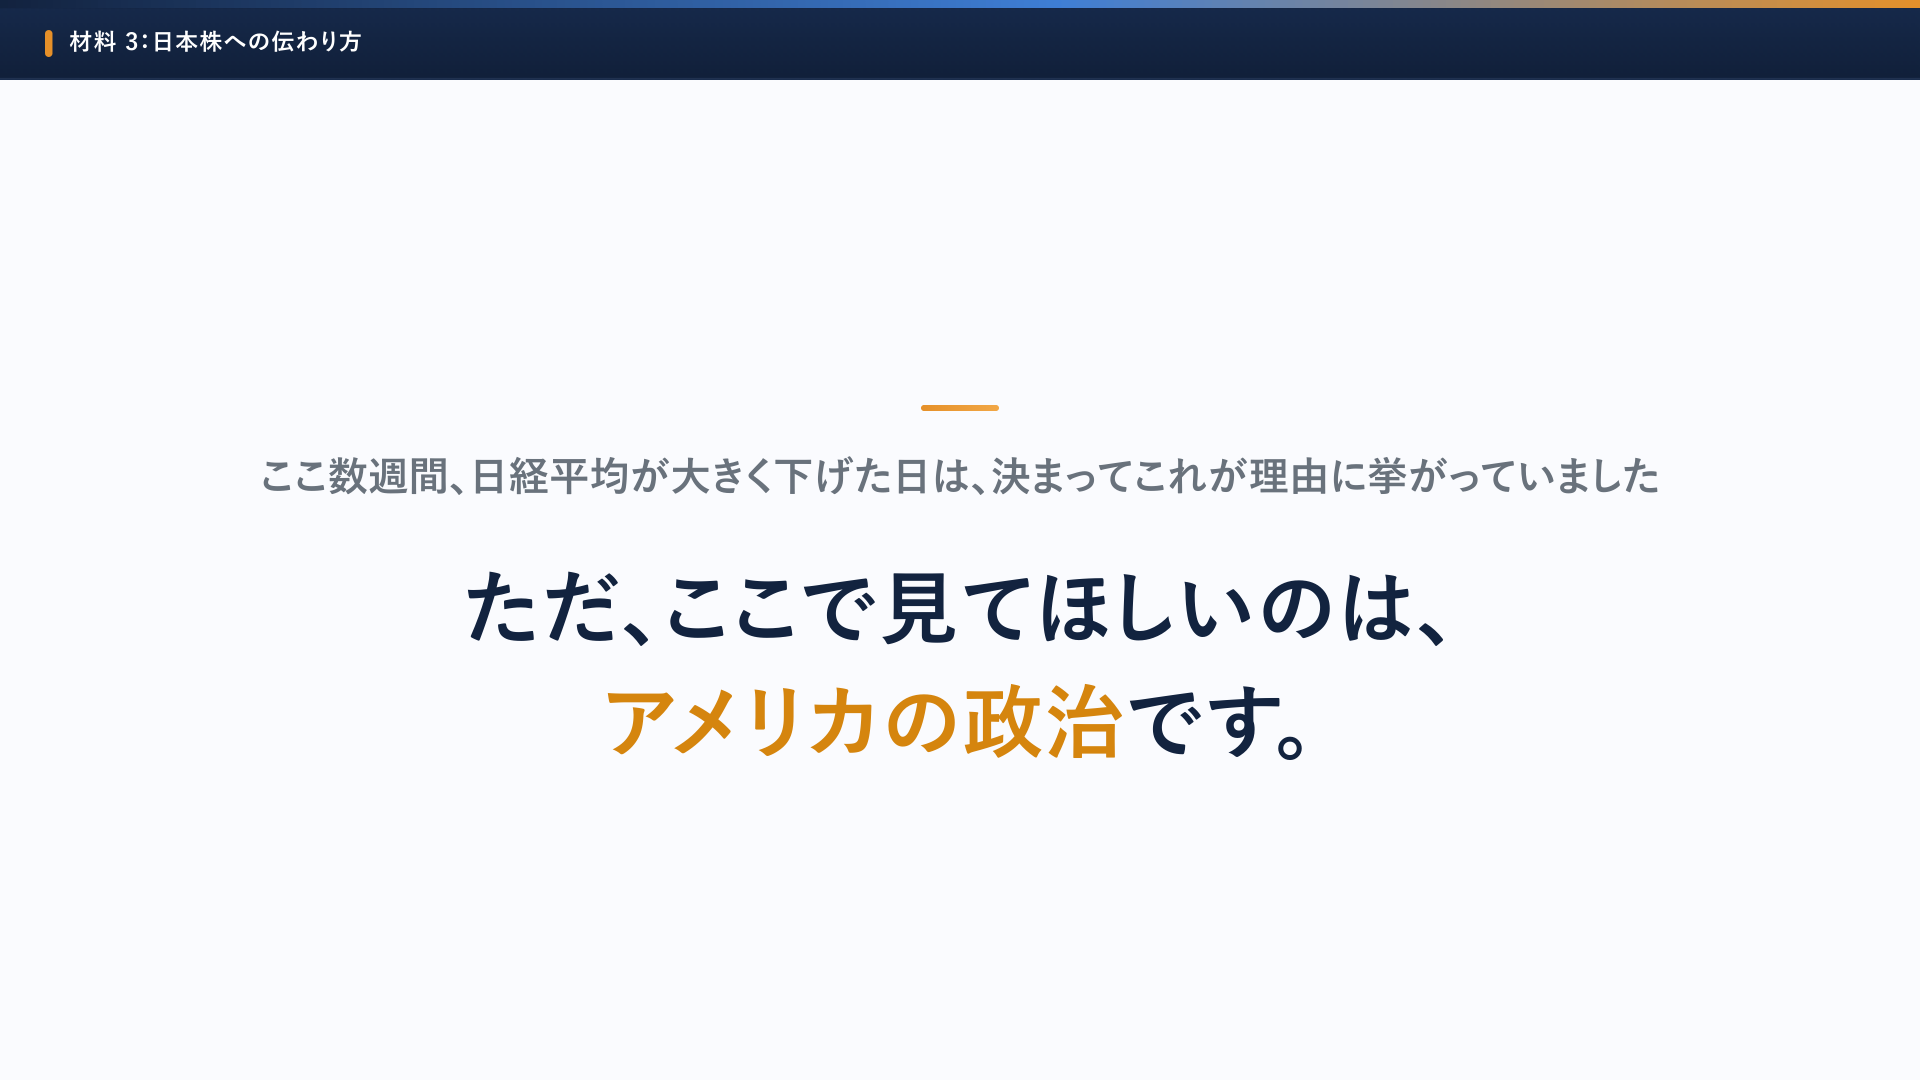 材料 3：日本株への伝わり方
ここ数週間、日経平均が大きく下げた日は、決まってこれが理由に挙がっていました
ただ、ここで見てほしいのは、
アメリカの政治です。